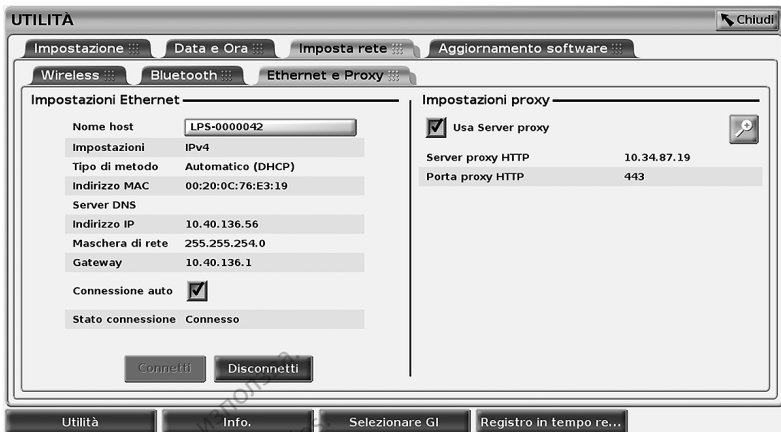 UTILITÀ
Chiudi
Impostazione
Data e Ora
Imposta rete
Aggiornamento software
Wireless
Bluetooth
Ethernet e Proxy
Impostazioni Ethernet
Nome host LPS-0000042
Impostazioni IPv4
Tipo di metodo Automatico (DHCP)
Indirizzo MAC 00:20:0C:76:E3:19
Server DNS
Indirizzo IP 10.40.136.56
Maschera di rete 255.255.254.0
Gateway 10.40.136.1
Connessione auto
Stato connessione Connesso
Connetti
Disconnetti
Impostazioni proxy
Usa Server proxy
Server proxy HTTP 10.34.87.19
Porta proxy HTTP 443
Utilità
Info.
Selezionare GI
Registro in tempo re...